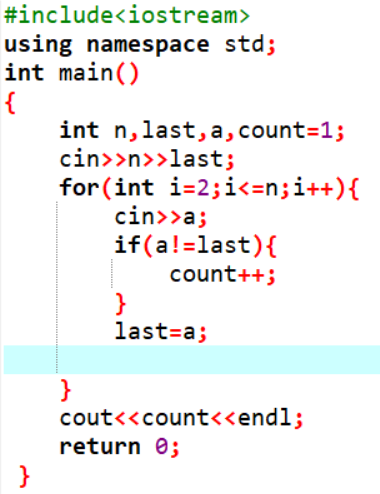 #include<iostream>
using namespace std;
int main()
{
    int n,last,a,count=1;
    cin>>n>>last;
    for(int i=2;i<=n;i++){
        cin>>a;
        if(a!=last){
            count++;
        }
        last=a;
    }
    cout<<count<<endl;
    return 0;
}